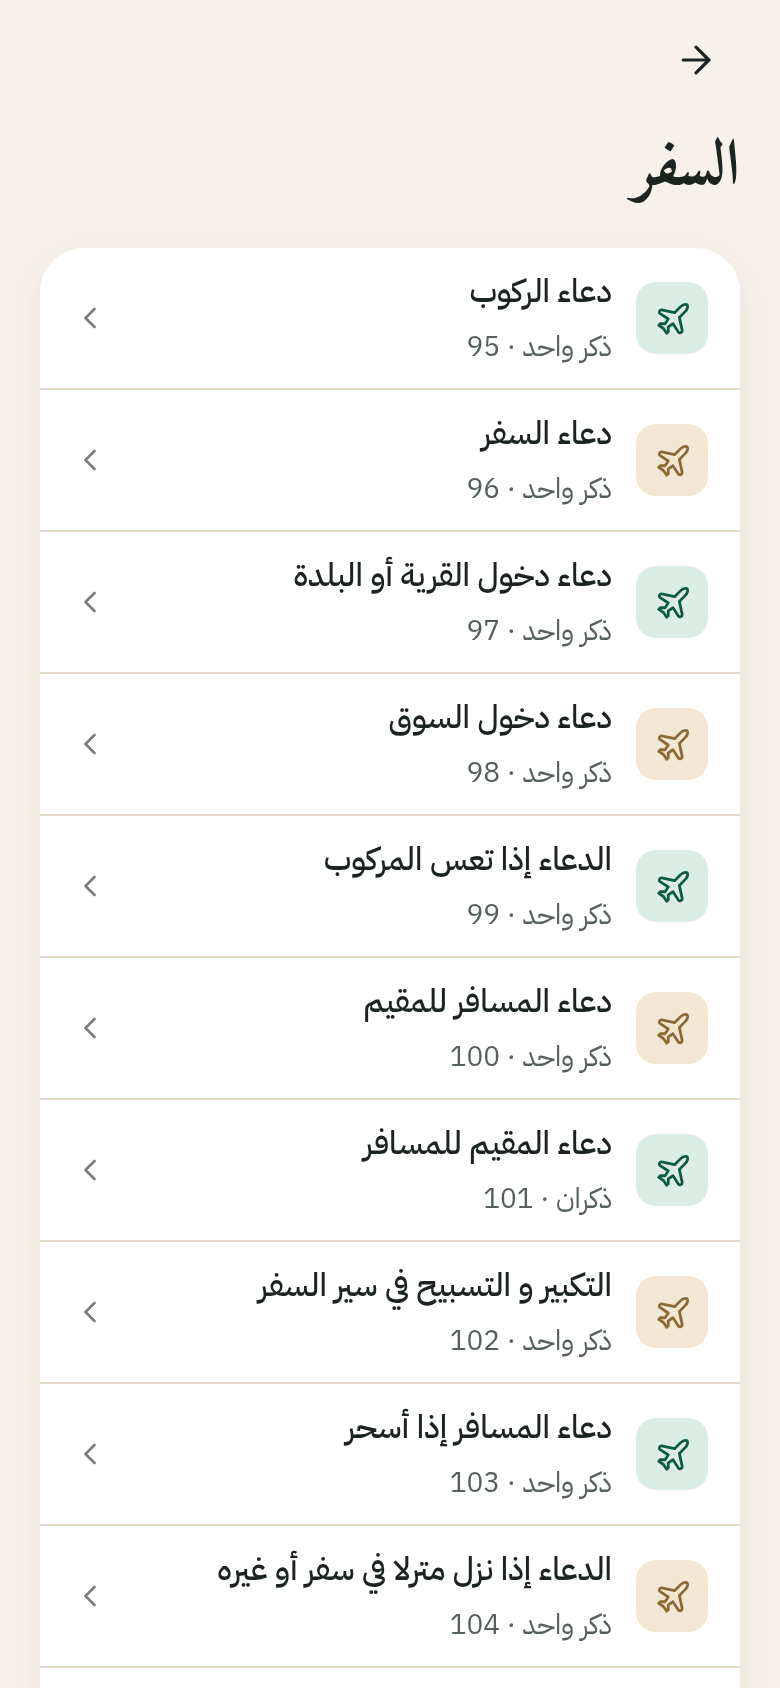 السفر
دعاء الركوب
ذكر واحد · 95
دعاء السفر
ذكر واحد · 96
دعاء دخول القرية أو البلدة
ذكر واحد · 97
دعاء دخول السوق
ذكر واحد · 98
الدعاء إذا تعس المركوب
ذكر واحد · 99
دعاء المسافر للمقيم
ذكر واحد · 100
دعاء المقيم للمسافر
ذكران · 101
التكبير و التسبيح في سير السفر
ذكر واحد · 102
دعاء المسافر إذا أسحر
ذكر واحد · 103
الدعاء إذا نزل مترلا في سفر أو غيره
ذكر واحد · 104